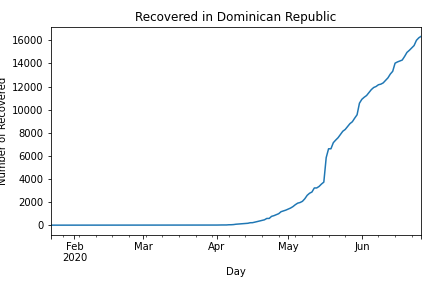 Recovered in Dominican Republic
Number of Recovered
16000
14000
12000
10000
8000
6000
4000
2000
0
Feb
2020
Mar
Apr
May
Jun
Day